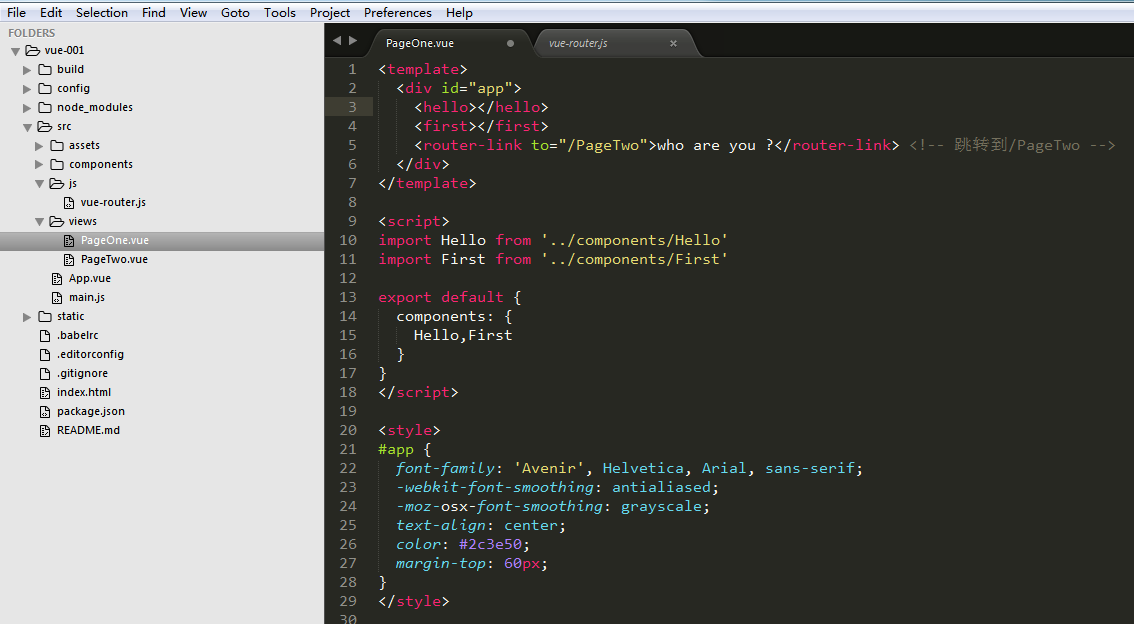 File Edit Selection Find View Goto Tools Project Preferences Help
FOLDERS
vue-001
build
config
node_modules
src
assets
components
js
vue-router.js
views
PageOne.vue
PageTwo.vue
App.vue
main.js
static
.babelrc
.editorconfig
.gitignore
index.html
package.json
README.md
PageOne.vue vue-router.js
1 <template>
2 <div id="app">
3 <hello></hello>
4 <first></first>
5 <router-link to="/PageTwo">who are you ?</router-link> <!-- 跳转到/PageTwo -->
6 </div>
7 </template>
8
9 <script>
10 import Hello from '../components/Hello'
11 import First from '../components/First'
12
13 export default {
14 components: {
15 Hello,First
16 }
17 }
18 </script>
19
20 <style>
21 #app {
22 font-family: 'Avenir', Helvetica, Arial, sans-serif;
23 -webkit-font-smoothing: antialiased;
24 -moz-osx-font-smoothing: grayscale;
25 text-align: center;
26 color: #2c3e50;
27 margin-top: 60px;
28 }
29 </style>
30